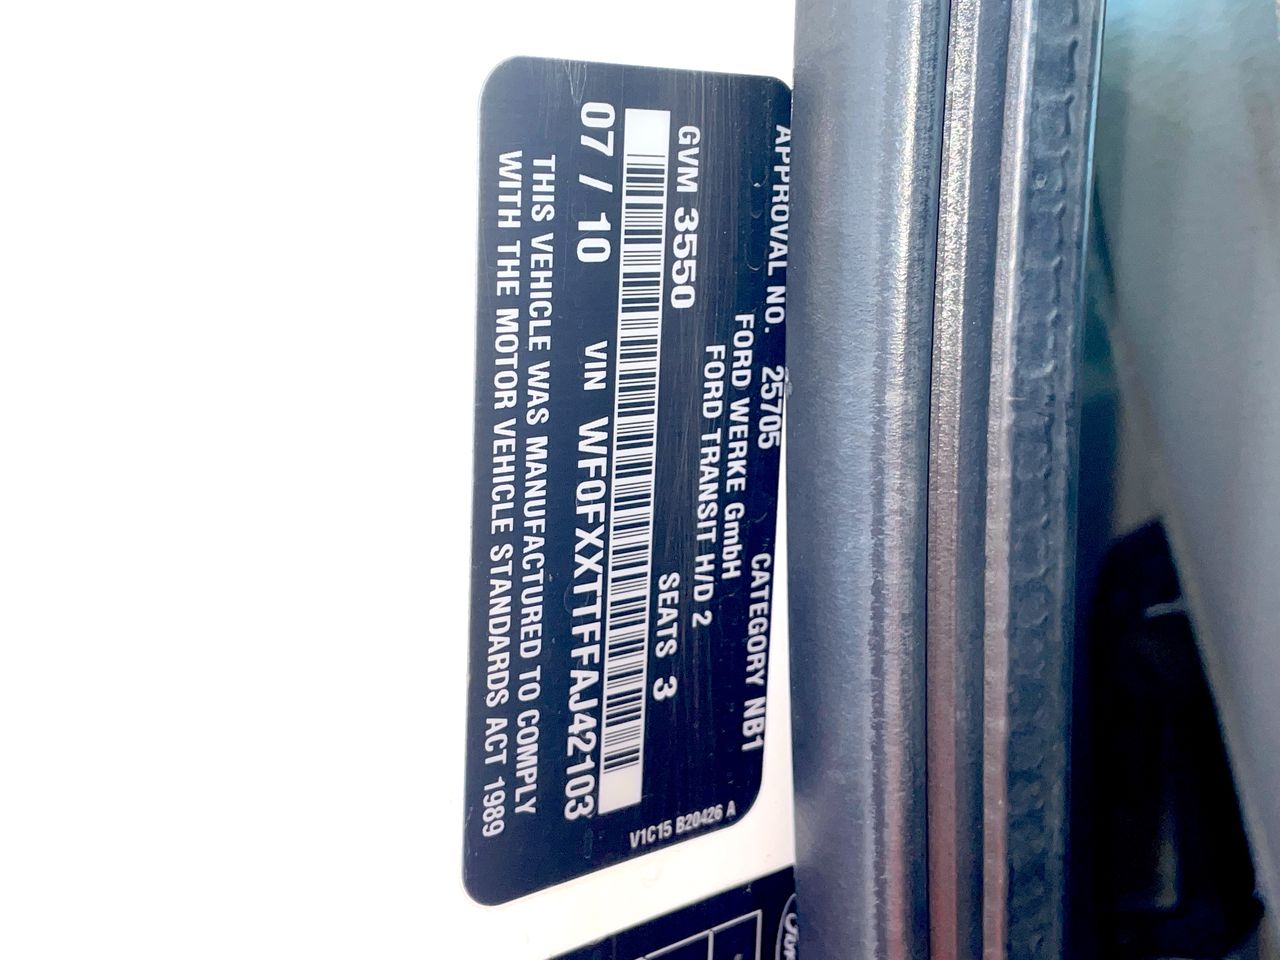 APPROVAL NO. 25705 CATEGORY NB1
FORD WERKE GmbH
FORD TRANSIT H/D 2
GVM 3550 SEATS 3
07 / 10 VIN WF0FXXTTFFAJ42103
THIS VEHICLE WAS MANUFACTURED TO COMPLY
WITH THE MOTOR VEHICLE STANDARDS ACT 1989
V1C15 B20426 A